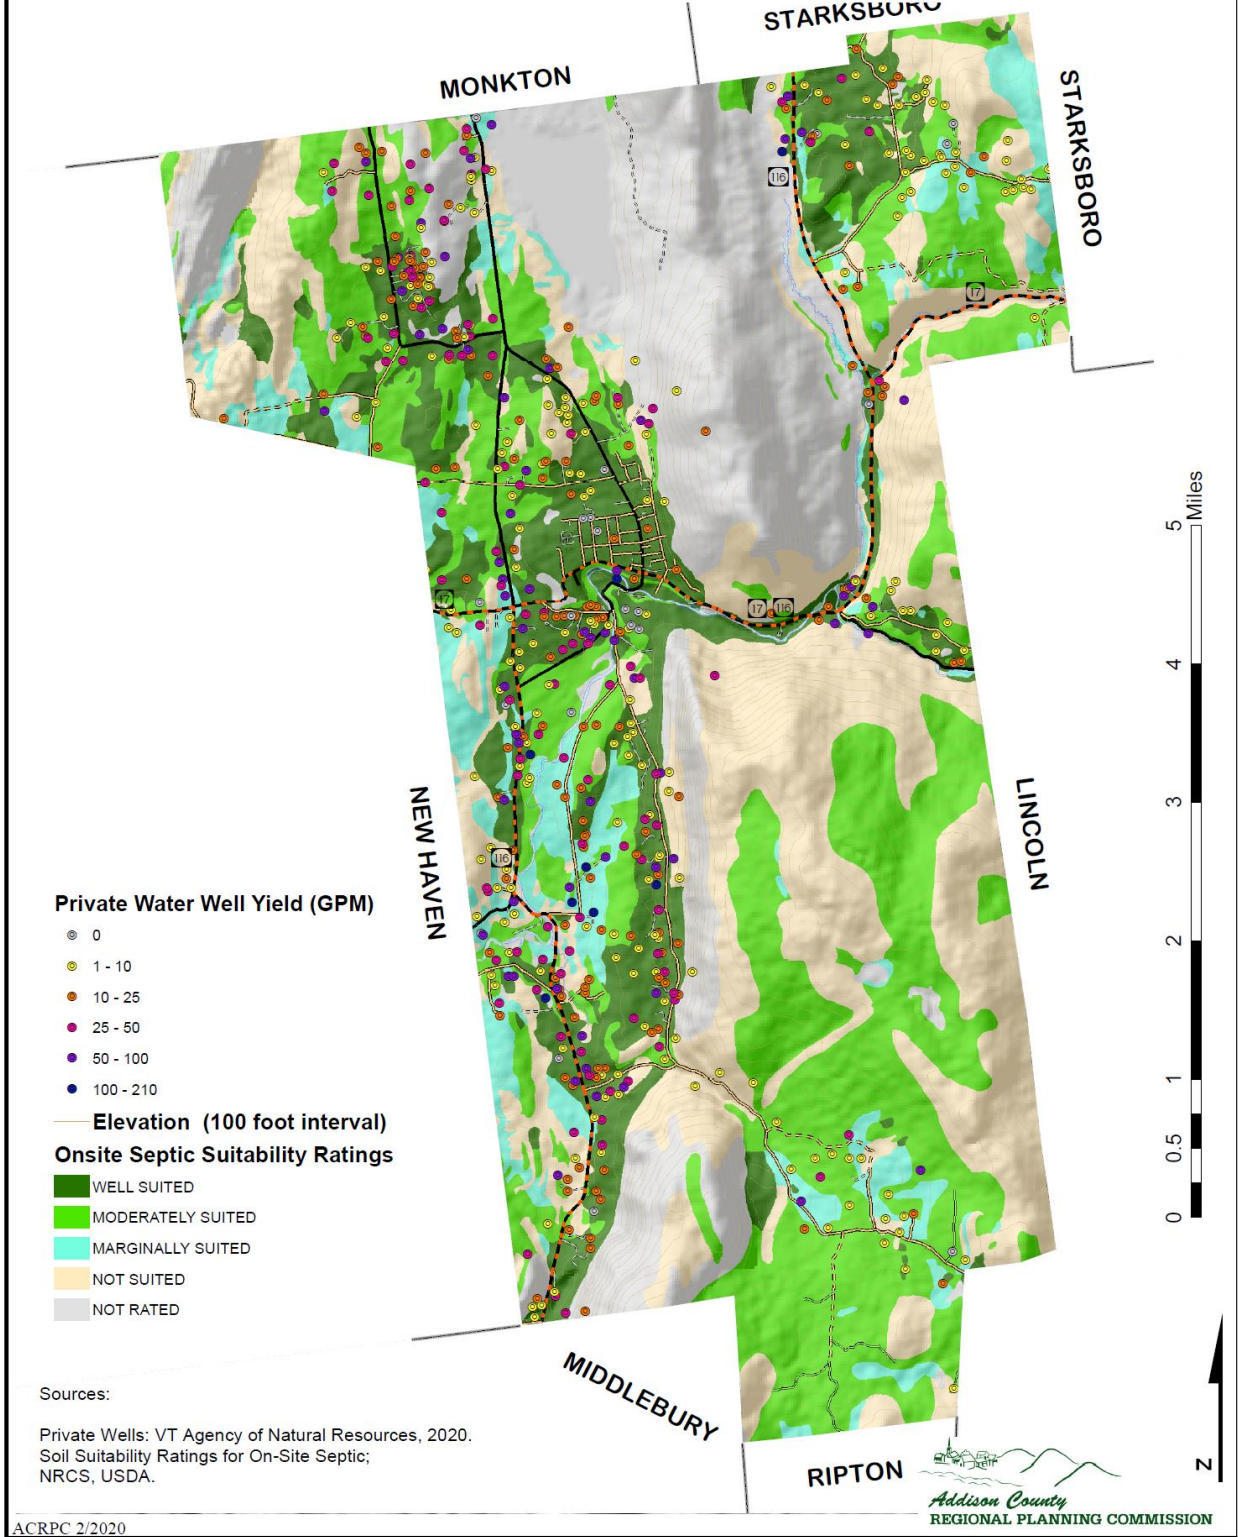 STARKSBORO
MONKTON
STARKSBORO
116
17
5
Miles
17
17
116
4
LINCOLN
3
NEW HAVEN
116
Private Water Well Yield (GPM)
0
1 - 10
10 - 25
25 - 50
50 - 100
100 - 210
Elevation (100 foot interval)
Onsite Septic Suitability Ratings
WELL SUITED
MODERATELY SUITED
MARGINALLY SUITED
NOT SUITED
NOT RATED
2
1
0.5
0
MIDDLEBURY
RIPTON
N
Sources:
Private Wells: VT Agency of Natural Resources, 2020.
Soil Suitability Ratings for On-Site Septic;
NRCS, USDA.
Addison County
REGIONAL PLANNING COMMISSION
ACRPC 2/2020